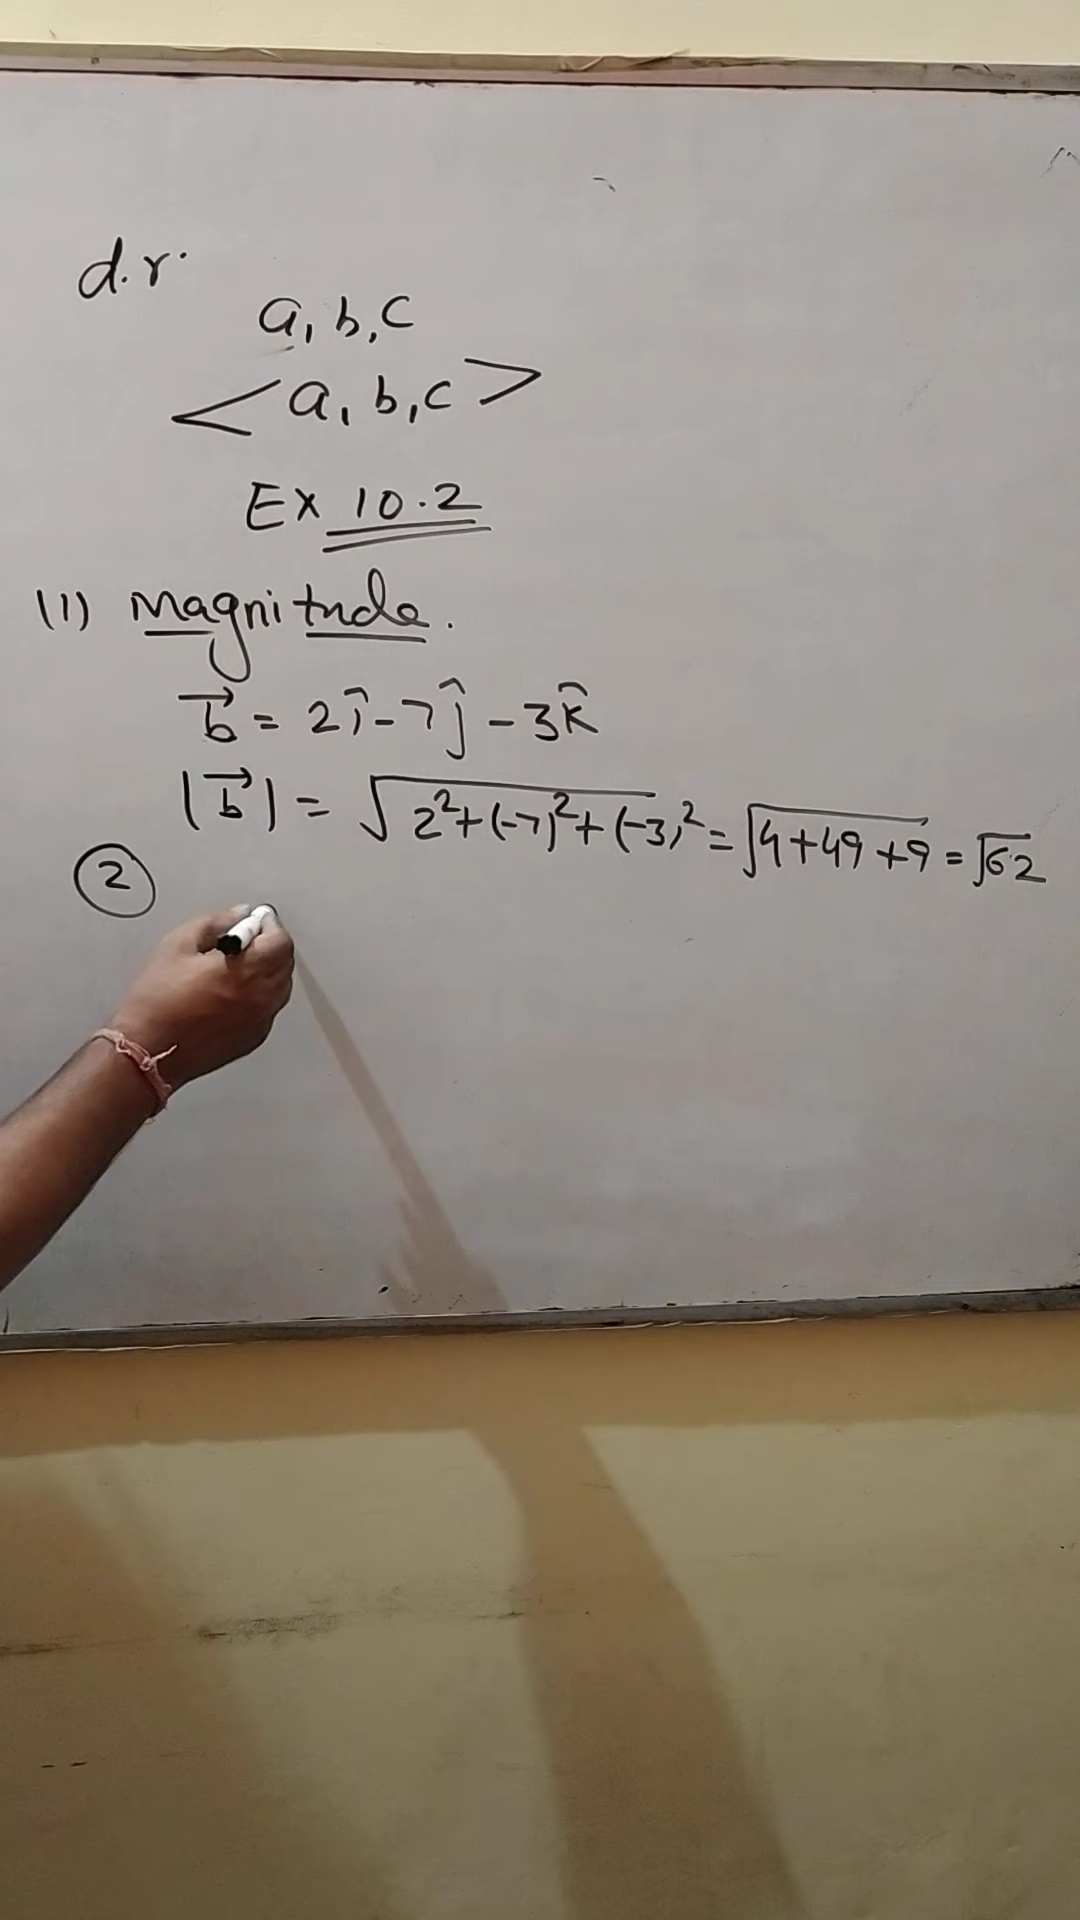 d.r.
a, b, c
<a, b, c>
Ex 10.2
(1) Magnitude.
b⃗ = 2î - 7ĵ - 3k̂
|b⃗| = √(2²+(-7)²+(-3)²) = √(4+49+9) = √62
②